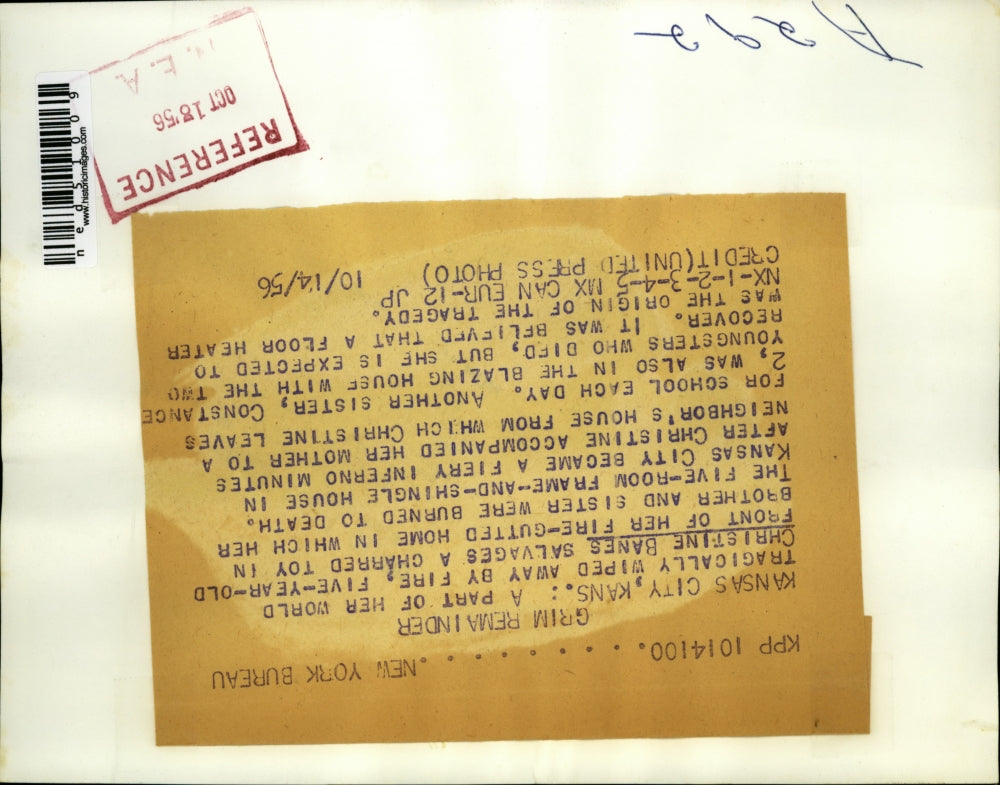 KPP 1014100. . . . . . . . . . NEW YORK BUREAU
GRIM REMAINDER
KANSAS CITY, KANS.: A PART OF HER WORLD
TRAGICALLY WIPED AWAY BY FIRE, FIVE-YEAR-OLD
CHRISTINE BANES SALVAGES A CHARRED TOY IN
FRONT OF HER FIRE-GUTTED HOME IN WHICH HER
BROTHER AND SISTER WERE BURNED TO DEATH.
THE FIVE-ROOM FRAME-AND-SHINGLE HOUSE IN
KANSAS CITY BECAME A FIERY INFERNO MINUTES
AFTER CHRISTINE ACCOMPANIED HER MOTHER TO A
NEIGHBOR'S HOUSE FROM WHICH CHRISTINE LEAVES
FOR SCHOOL EACH DAY. ANOTHER SISTER, CONSTANCE
2, WAS ALSO IN THE BLAZING HOUSE WITH THE TWO
YOUNGSTERS WHO DIED, BUT SHE IS EXPECTED TO
RECOVER. IT WAS BELIEVED THAT A FLOOR HEATER
WAS THE ORIGIN OF THE TRAGEDY.
NX-1-2-3-4-5 MX CAN EUR-12 JP
CREDIT(UNITED PRESS PHOTO) 10/14/56
REFERENCE
OCT 18'56
N. E. A.
A292
ned51009
www.historicimages.com